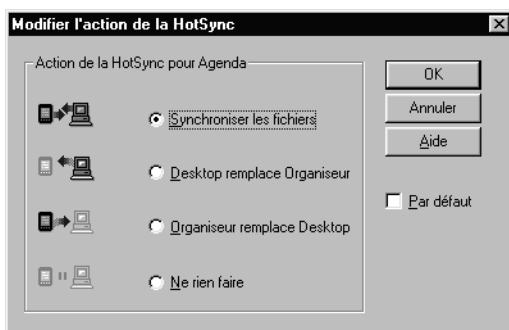 Modifier l'action de la HotSync
Action de la HotSync pour Agenda
Synchroniser les fichiers
Desktop remplace Organiseur
Organiseur remplace Desktop
Ne rien faire
OK
Annuler
Aide
Par défaut